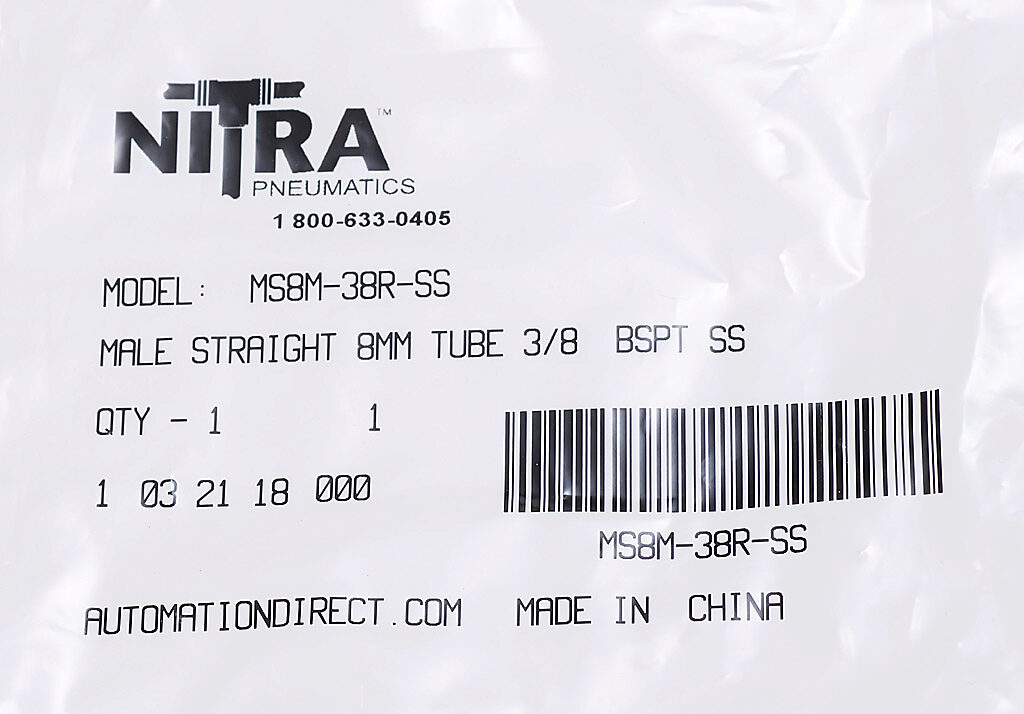 NITRA™
PNEUMATICS
1 800-633-0405
MODEL: MS8M-38R-SS
MALE STRAIGHT 8MM TUBE 3/8 BSPT SS
QTY - 1 1
1 03 21 18 000
MS8M-38R-SS
AUTOMATIONDIRECT.COM MADE IN CHINA